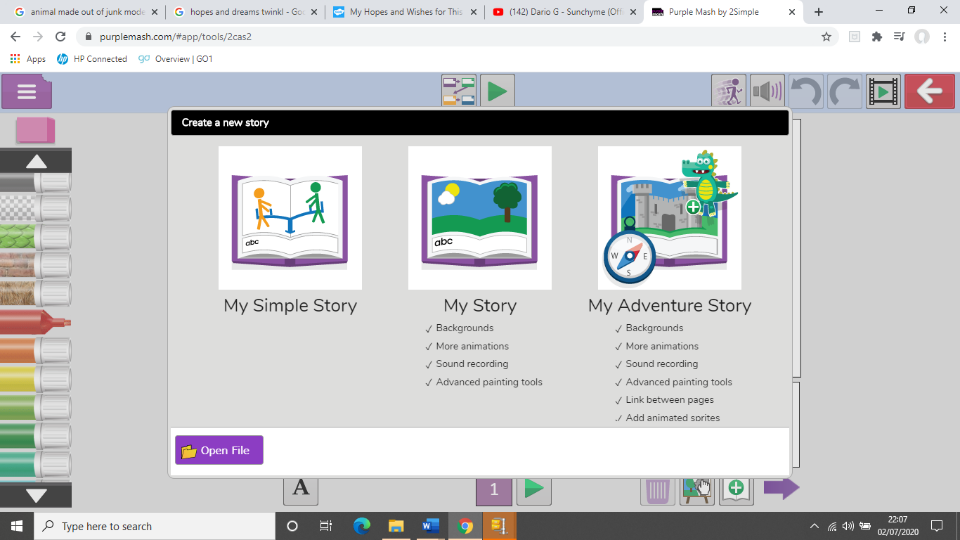 animal made out of junk mode
hopes and dreams twinkl - Goo
My Hopes and Wishes for This
(142) Dario G - Sunchyme (Offi
Purple Mash by 2Simple
purplemash.com/#app/tools/2cas2
Apps
HP Connected
Overview | GO1
Create a new story
abc
abc
N
W
E
S
My Simple Story
My Story
My Adventure Story
✓ Backgrounds
✓ More animations
✓ Sound recording
✓ Advanced painting tools
✓ Backgrounds
✓ More animations
✓ Sound recording
✓ Advanced painting tools
✓ Link between pages
✓ Add animated sprites
Open File
A
1
Type here to search
22:07
02/07/2020